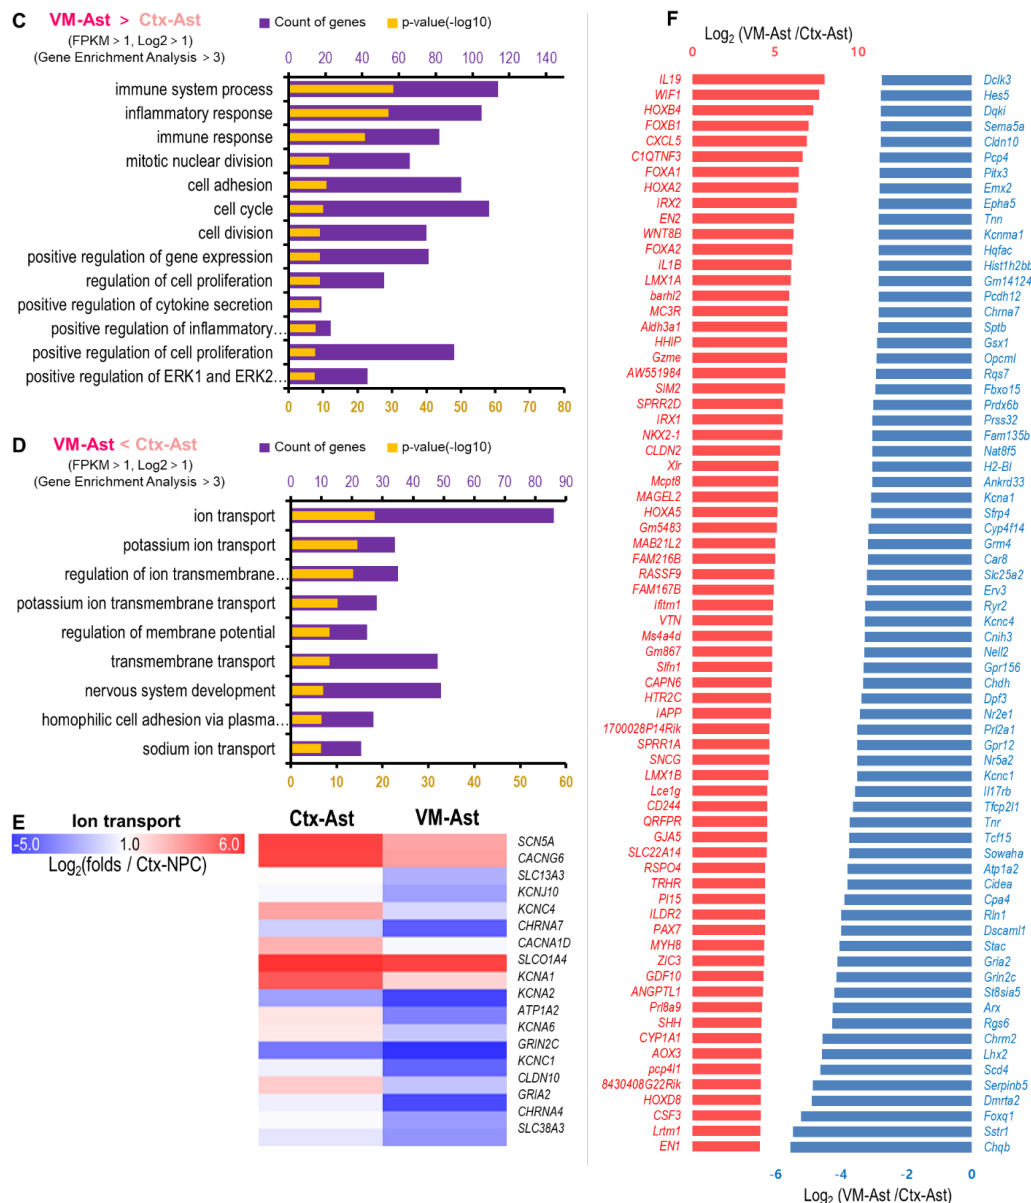 C
VM-Ast > Ctx-Ast
(FPKM > 1, Log2 > 1)
(Gene Enrichment Analysis > 3)
Count of genes
p-value(-log10)
0 20 40 60 80 100 120 140
immune system process
inflammatory response
immune response
mitotic nuclear division
cell adhesion
cell cycle
cell division
positive regulation of gene expression
regulation of cell proliferation
positive regulation of cytokine secretion
positive regulation of inflammatory…
positive regulation of cell proliferation
positive regulation of ERK1 and ERK2…
0 10 20 30 40 50 60 70 80
D
VM-Ast < Ctx-Ast
(FPKM > 1, Log2 > 1)
(Gene Enrichment Analysis > 3)
Count of genes
p-value(-log10)
0 10 20 30 40 50 60 70 80 90
ion transport
potassium ion transport
regulation of ion transmembrane…
potassium ion transmembrane transport
regulation of membrane potential
transmembrane transport
nervous system development
homophilic cell adhesion via plasma…
sodium ion transport
0 10 20 30 40 50 60
E
Ion transport
-5.0 1.0 6.0
Log2(folds / Ctx-NPC)
Ctx-Ast VM-Ast
SCN5A
CACNG6
SLC13A3
KCNJ10
KCNC4
CHRNA7
CACNA1D
SLCO1A4
KCNA1
KCNA2
ATP1A2
KCNA6
GRIN2C
KCNC1
CLDN10
GRIA2
CHRNA4
SLC38A3
F
Log2 (VM-Ast /Ctx-Ast)
0 5 10
IL19
WIF1
HOXB4
FOXB1
CXCL5
C1QTNF3
FOXA1
HOXA2
IRX2
EN2
WNT8B
FOXA2
IL1B
LMX1A
barhl2
MC3R
Aldh3a1
HHIP
Gzme
AW551984
SIM2
SPRR2D
IRX1
NKX2-1
CLDN2
Xlr
Mcpt8
MAGEL2
HOXA5
Gm5483
MAB21L2
FAM216B
RASSF9
FAM167B
Ifitm1
VTN
Ms4a4d
Gm867
Slfn1
CAPN6
HTR2C
IAPP
1700028P14Rik
SPRR1A
SNCG
LMX1B
Lce1g
CD244
QRFPR
GJA5
SLC22A14
RSPO4
TRHR
PI15
ILDR2
PAX7
MYH8
ZIC3
GDF10
ANGPTL1
Prl8a9
SHH
CYP1A1
AOX3
pcp4l1
8430408G22Rik
HOXD8
CSF3
Lrtm1
EN1
Dclk3
Hes5
Dqki
Sema5a
Cldn10
Pcp4
Pitx3
Emx2
Epha5
Tnn
Kcnma1
Hqfac
Hist1h2bb
Gm14124
Pcdh12
Chrna7
Sptb
Gsx1
Opcml
Rqs7
Fbxo15
Prdx6b
Prss32
Fam135b
Nat8f5
H2-Bl
Ankrd33
Kcna1
Sfrp4
Cyp4f14
Grm4
Car8
Slc25a2
Erv3
Ryr2
Kcnc4
Cnih3
Nell2
Gpr156
Chdh
Dpf3
Nr2e1
Prl2a1
Gpr12
Nr5a2
Kcnc1
Il17rb
Tfcp2l1
Tnr
Tcf15
Sowaha
Atp1a2
Cidea
Cpa4
Rln1
Dscaml1
Stac
Gria2
Grin2c
St8sia5
Arx
Rgs6
Chrm2
Lhx2
Scd4
Serpinb5
Dmrta2
Foxq1
Sstr1
Chqb
-6 -4 -2 0
Log2 (VM-Ast /Ctx-Ast)